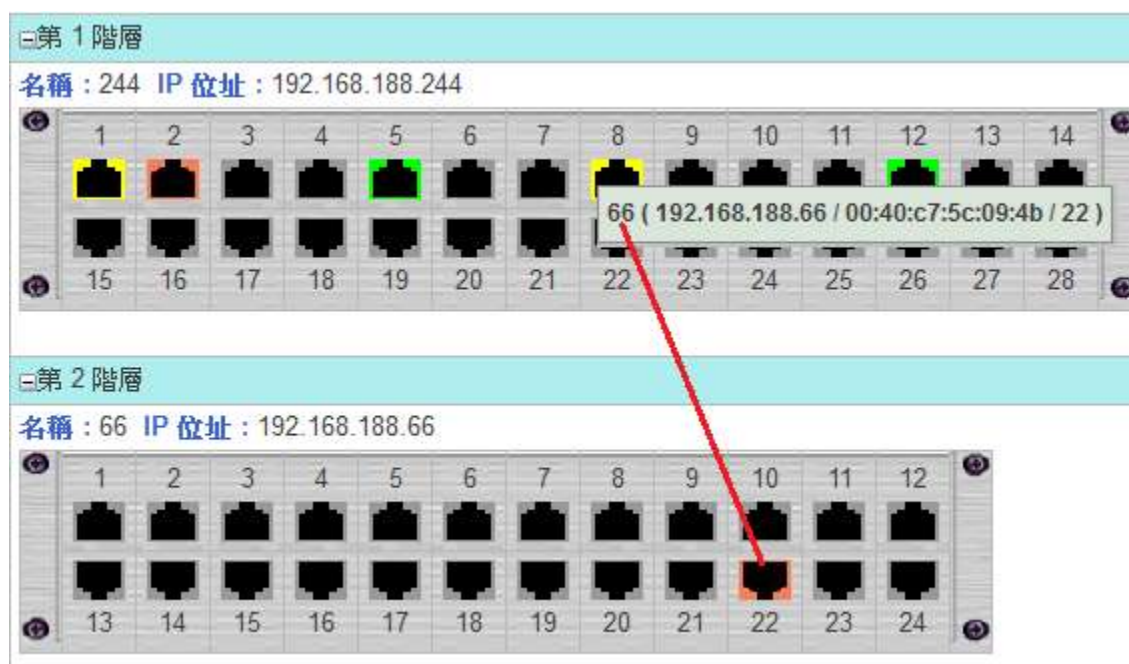 第 1 階層
名稱：244 IP 位址：192.168.188.244
1 2 3 4 5 6 7 8 9 10 11 12 13 14
66 ( 192.168.188.66 / 00:40:c7:5c:09:4b / 22 )
15 16 17 18 19 20 21 22 23 24 25 26 27 28
第 2 階層
名稱：66 IP 位址：192.168.188.66
1 2 3 4 5 6 7 8 9 10 11 12
13 14 15 16 17 18 19 20 21 22 23 24